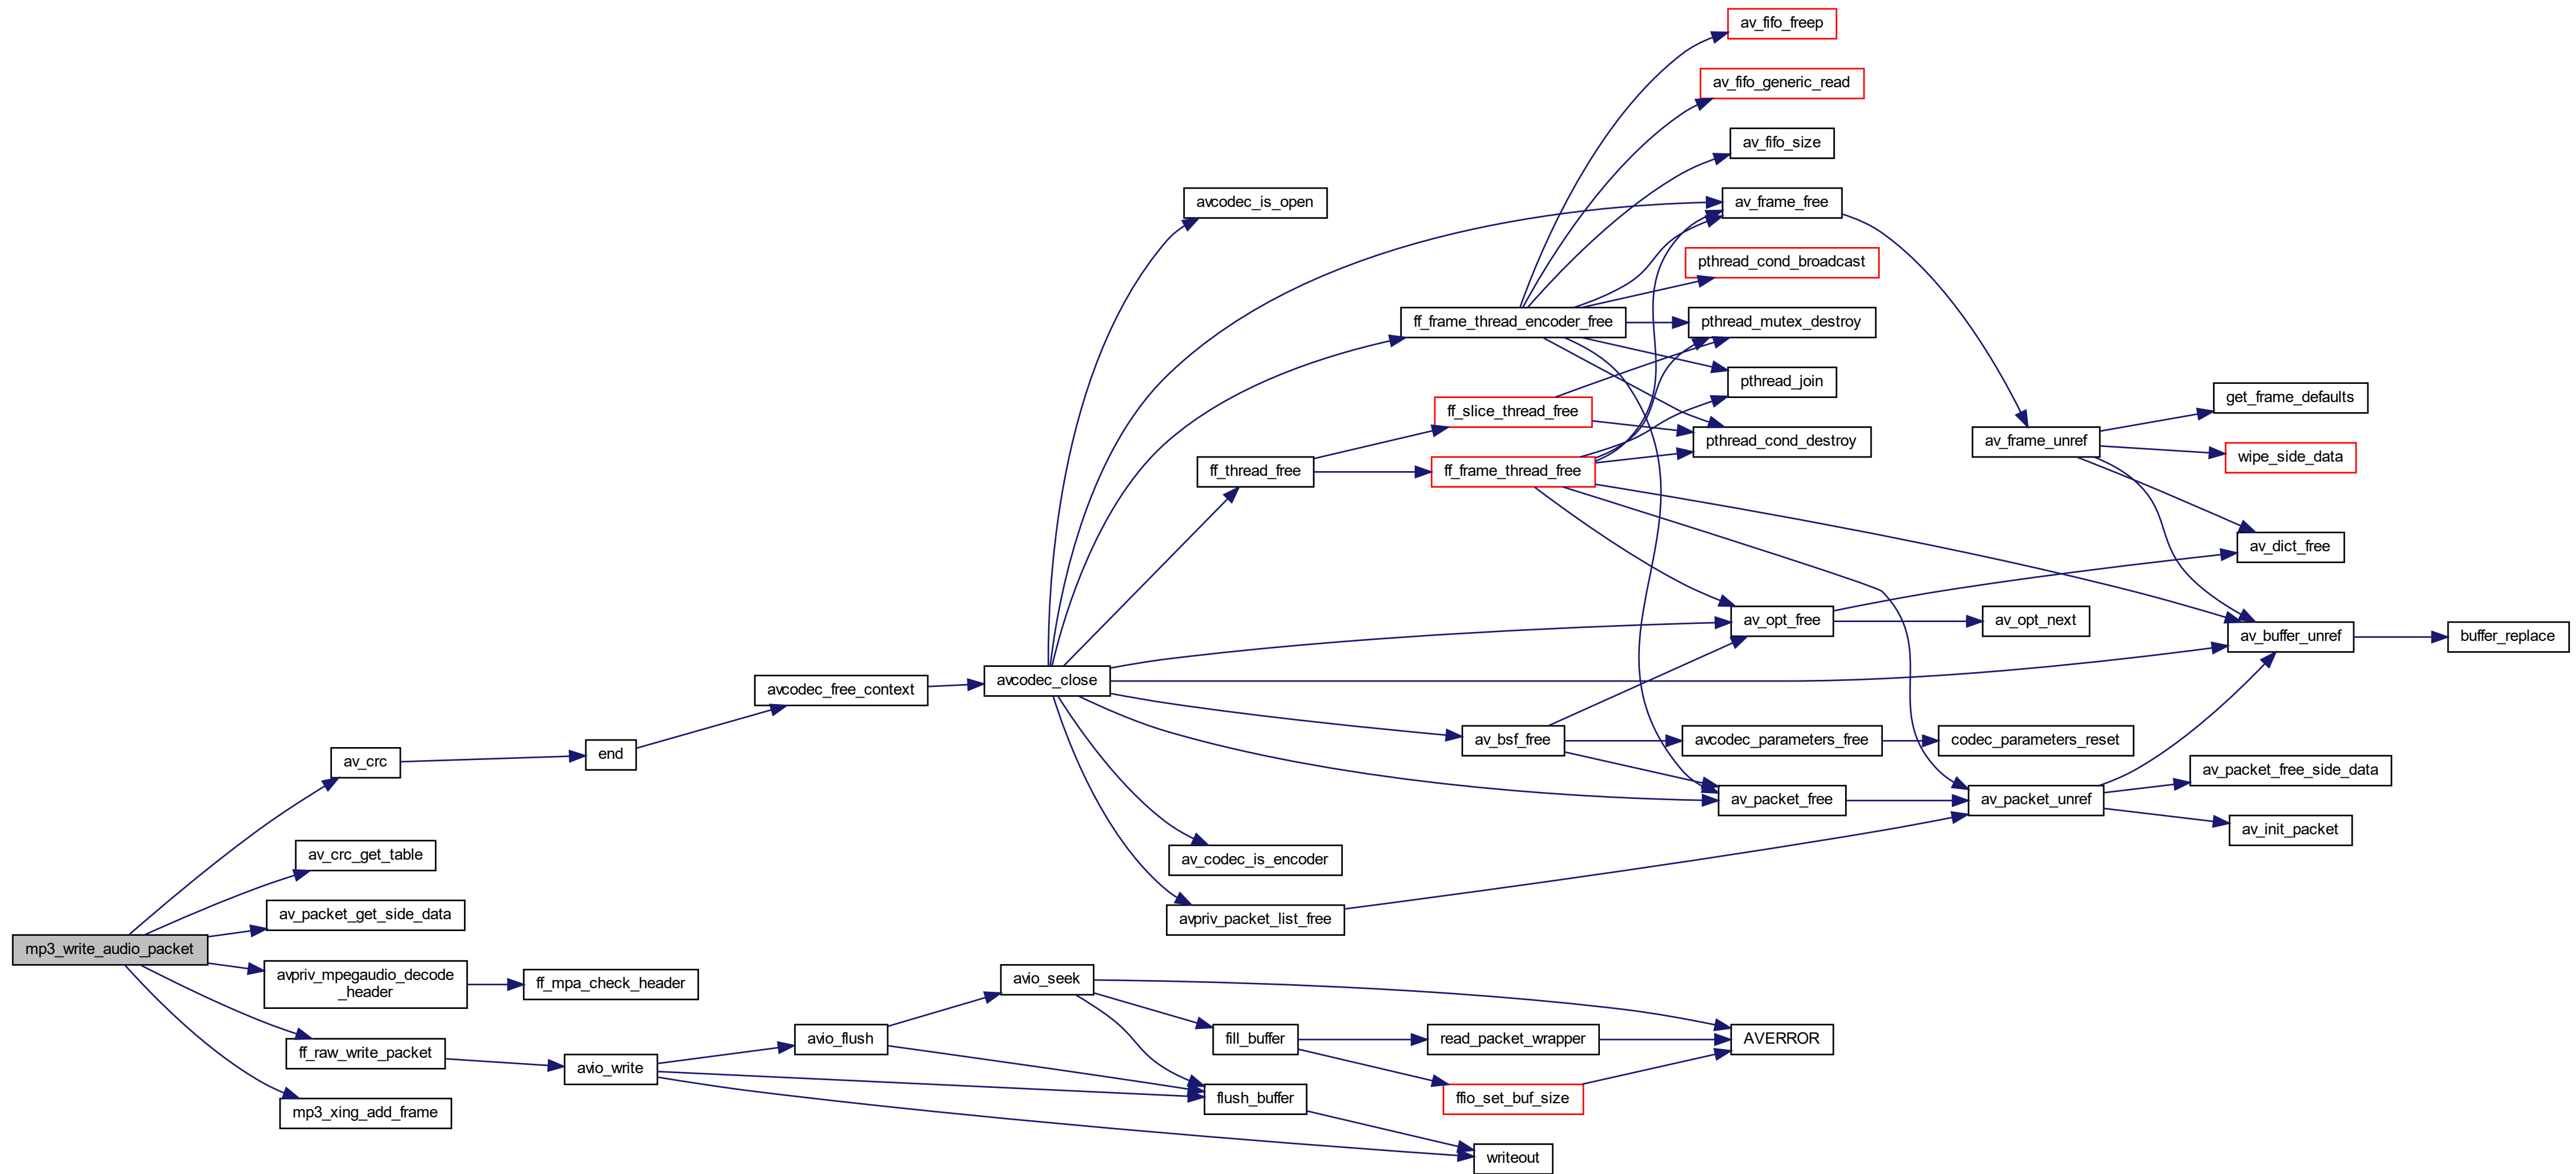 av_fifo_freep
av_fifo_generic_read
av_fifo_size
avcodec_is_open
av_frame_free
pthread_cond_broadcast
ff_frame_thread_encoder_free
pthread_mutex_destroy
pthread_join
get_frame_defaults
ff_slice_thread_free
pthread_cond_destroy
av_frame_unref
wipe_side_data
ff_thread_free
ff_frame_thread_free
av_dict_free
av_opt_free
av_opt_next
av_buffer_unref
buffer_replace
avcodec_close
avcodec_free_context
av_bsf_free
avcodec_parameters_free
codec_parameters_reset
end
av_crc
av_packet_free_side_data
av_packet_free
av_packet_unref
av_init_packet
av_crc_get_table
av_codec_is_encoder
av_packet_get_side_data
avpriv_packet_list_free
mp3_write_audio_packet
avpriv_mpegaudio_decode
_header
ff_mpa_check_header
avio_seek
ff_raw_write_packet
avio_flush
fill_buffer
read_packet_wrapper
AVERROR
avio_write
flush_buffer
ffio_set_buf_size
mp3_xing_add_frame
writeout